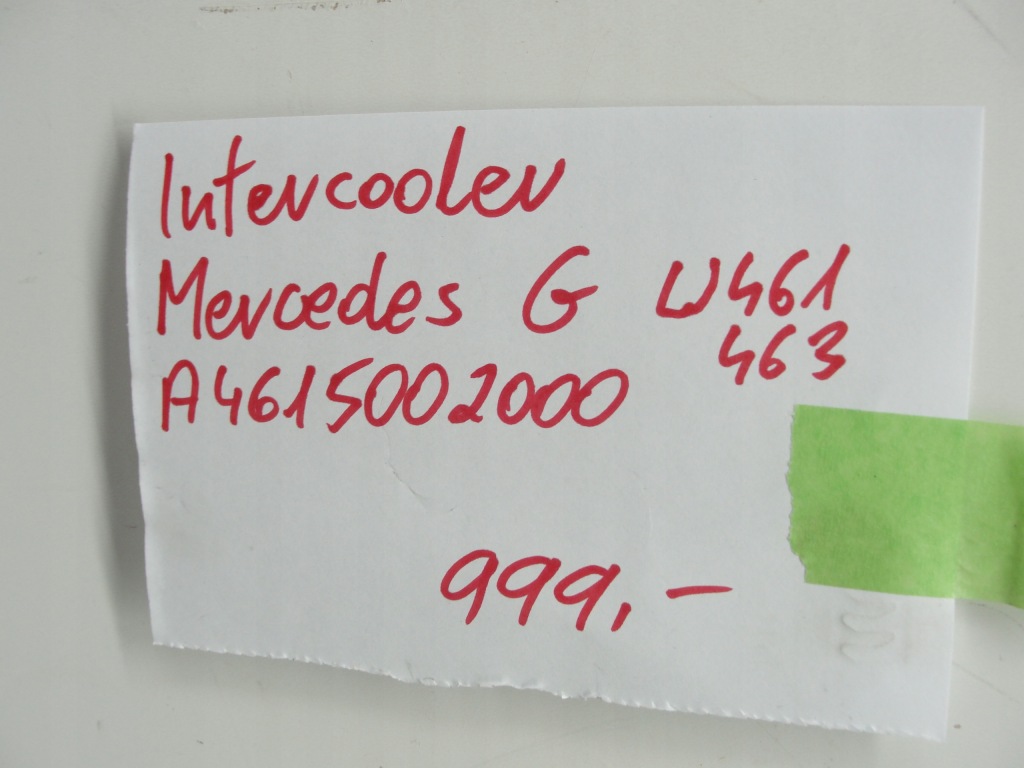 Intercooler
Mercedes G W461
463
A4615002000
999,-